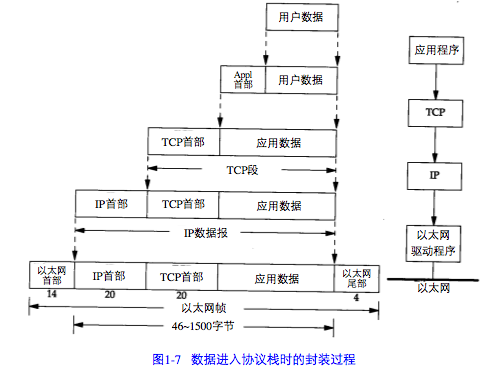 用户数据
Appl
首部
用户数据
应用程序
TCP首部
应用数据
TCP
TCP段
IP首部
TCP首部
应用数据
IP
IP数据报
以太网
驱动程序
以太网
首部
IP首部
TCP首部
应用数据
以太网
尾部
以太网
14
20
20
4
以太网帧
46~1500字节
图1-7 数据进入协议栈时的封装过程